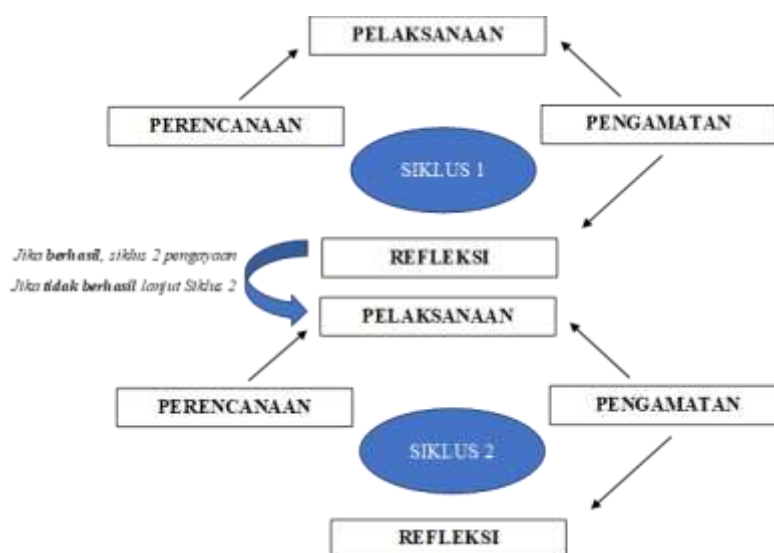 PELAKSANAAN
PERENCANAAN
PENGAMATAN
SIKLUS 1
Jika berhasil, siklus 2 pengayaan
Jika tidak berhasil lanjut Siklus 2
REFLEKSI
PELAKSANAAN
PERENCANAAN
PENGAMATAN
SIKLUS 2
REFLEKSI